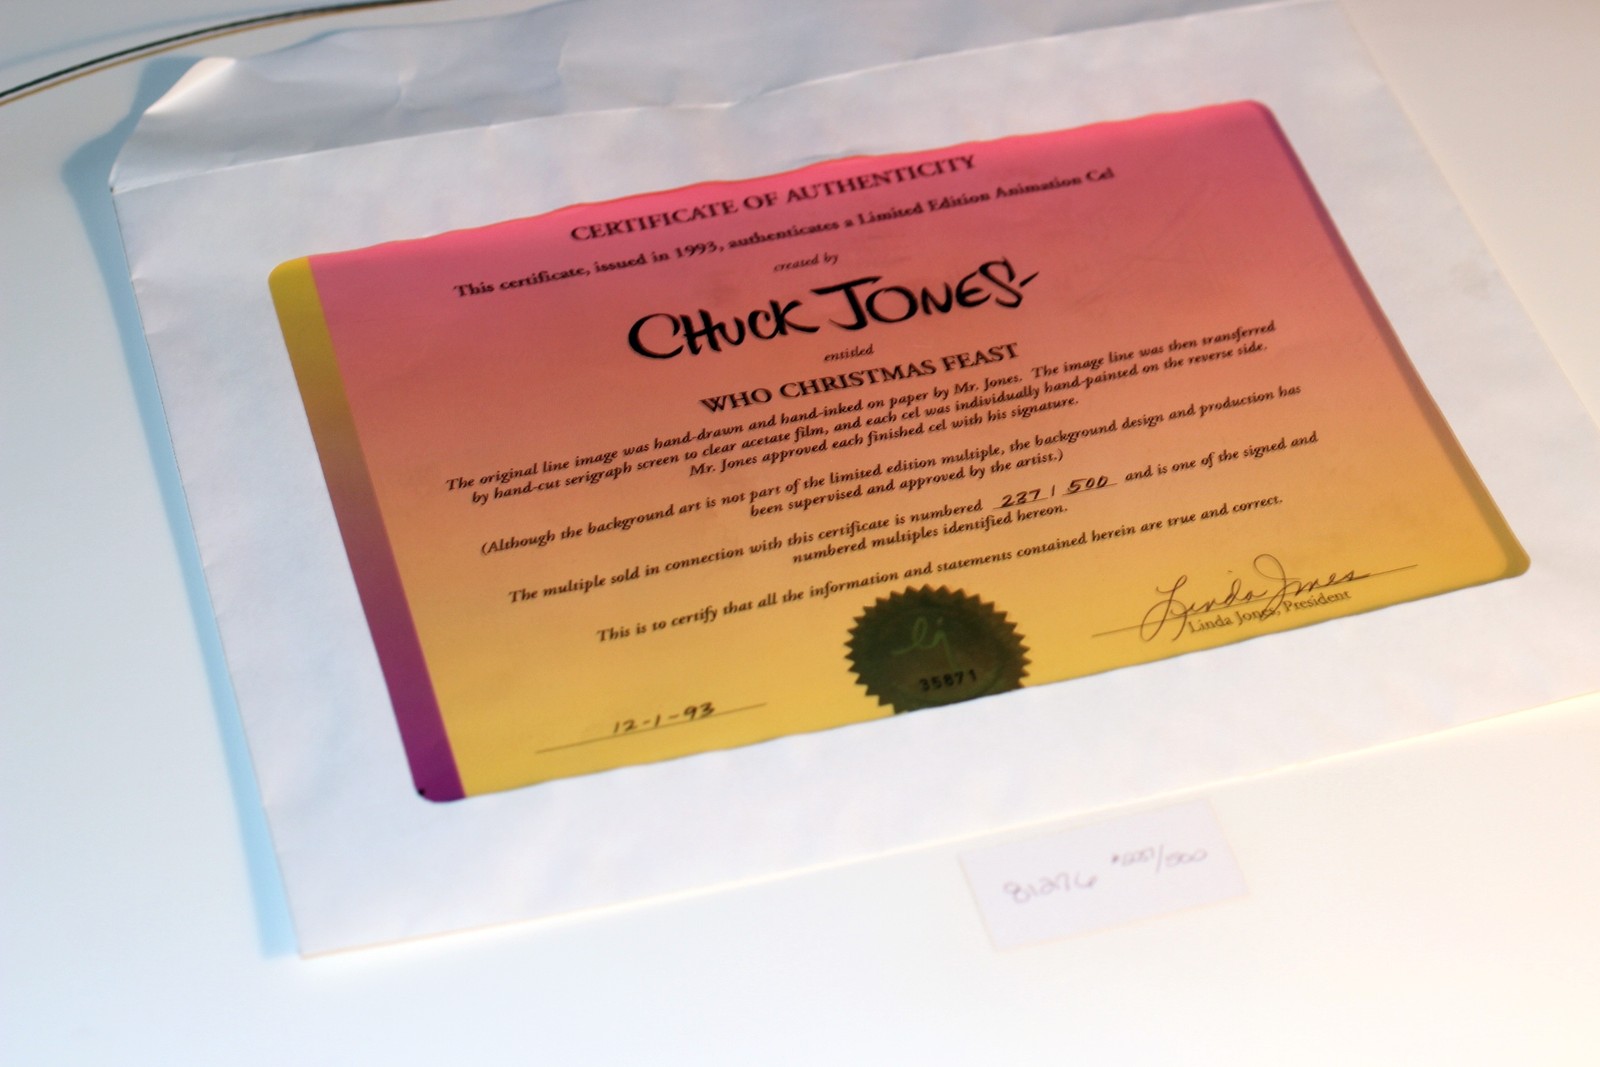 CERTIFICATE OF AUTHENTICITY
This certificate, issued in 1993, authenticates a Limited Edition Animation Cel
created by
CHUCK JONES
entitled
WHO CHRISTMAS FEAST
The original line image was hand-drawn and hand-inked on paper by Mr. Jones. The image line was then transferred
by hand-cut serigraph screen to clear acetate film, and each cel was individually hand-painted on the reverse side.
Mr. Jones approved each finished cel with his signature.
(Although the background art is not part of the limited edition multiple, the background design and production has
been supervised and approved by the artist.)
The multiple sold in connection with this certificate is numbered 237 / 500 and is one of the signed and
numbered multiples identified hereon.
This is to certify that all the information and statements contained herein are true and correct.
Linda Jones
Linda Jones, President
lj
35871
12-1-93
81276 /500